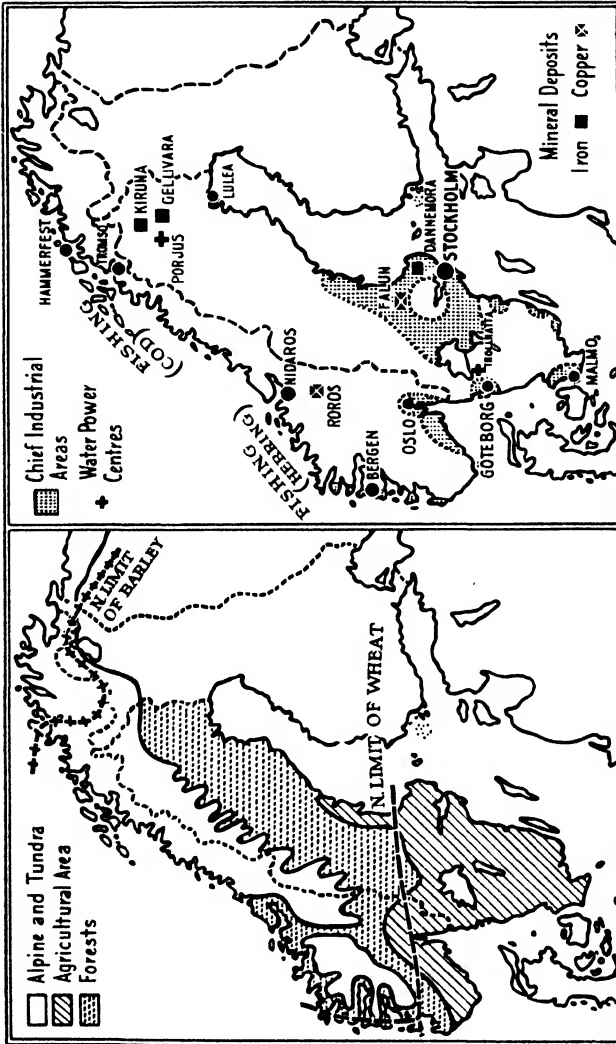 Chief Industrial
Areas
Water Power
Centres
HAMMERFEST
TROMSO
FISHING
(COD)
KIRUNA
GELLIVARA
PORJUS
LULEA
NIDAROS
ROROS
FISHING
(HERRING)
BERGEN
OSLO
FALUN
DANNEMORA
STOCKHOLM
TROLLHATTA
GÖTEBORG
MALMO
Mineral Deposits
Iron Copper
Alpine and Tundra
Agricultural Area
Forests
N. LIMIT
OF BARLEY
N. LIMIT OF WHEAT